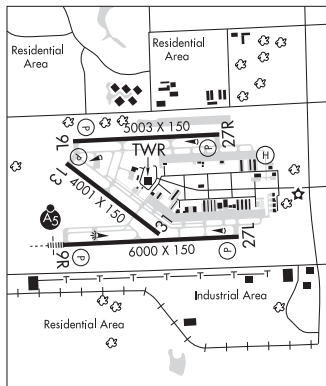 Residential
Area
Residential
Area
5003 X 150
9L
27R
P
P
P
TWR
H
13
4001 X 150
31
A5
6000 X 150
9R
27L
P
P
Industrial Area
Residential Area